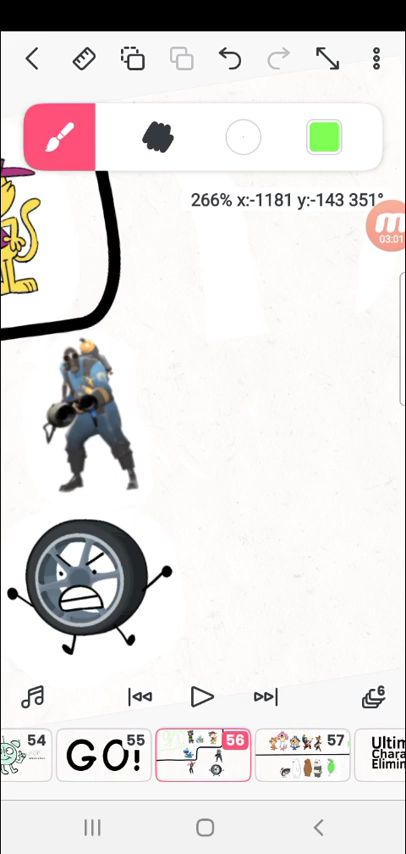 266% x:-1181 y:-143 351°
03:01
6
54
GO!
55
56
57
Ultim
Chara
Elimin